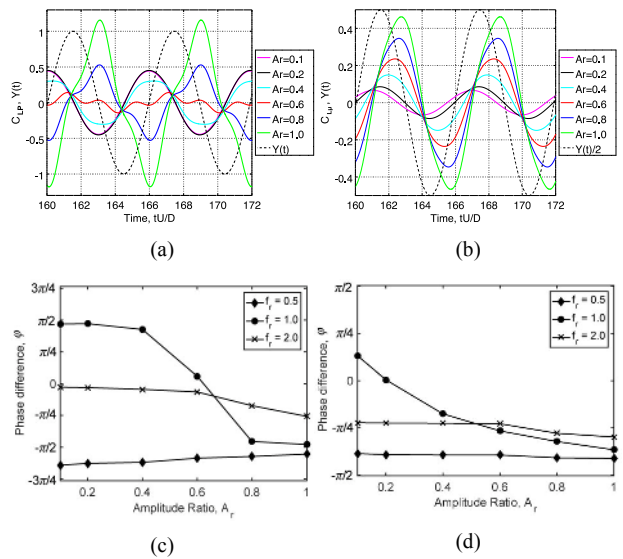 1
0.5
0
-0.5
-1
C_LP, Y(t)
160 162 164 166 168 170 172
Time, tU/D
Ar=0.1
Ar=0.2
Ar=0.4
Ar=0.6
Ar=0.8
Ar=1.0
Y(t)
(a)
0.4
0.2
0
-0.2
-0.4
160 162 164 166 168 170 172
Time, tU/D
Ar=0.1
Ar=0.2
Ar=0.4
Ar=0.6
Ar=0.8
Ar=1.0
Y(t)/2
(b)
3π/4
π/2
π/4
0
-π/4
-π/2
-3π/4
Phase difference, φ
0.2 0.4 0.6 0.8 1
Amplitude Ratio, A_r
f_r = 0.5
f_r = 1.0
f_r = 2.0
(c)
π/2
π/4
0
-π/4
-π/2
Phase difference, φ
0.2 0.4 0.6 0.8 1
Amplitude Ratio, A_r
f_r = 0.5
f_r = 1.0
f_r = 2.0
(d)